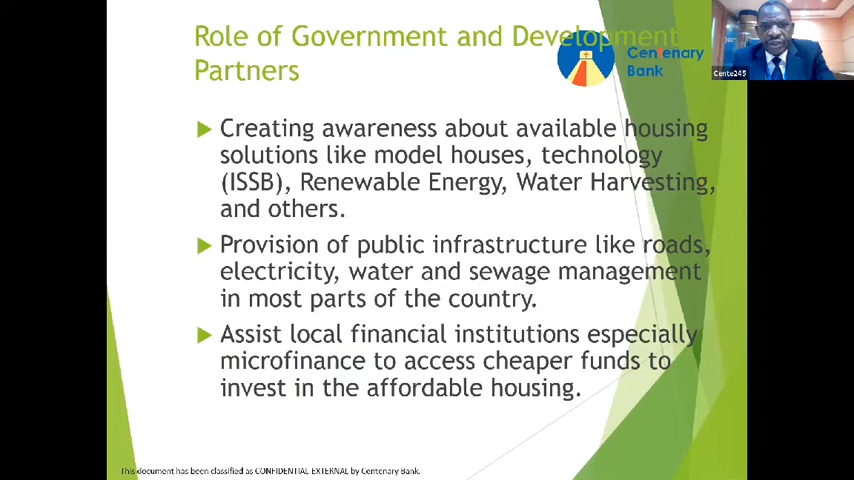 Role of Government and Development
Partners
Centenary
Bank
Cente245
Creating awareness about available housing
solutions like model houses, technology
(ISSB), Renewable Energy, Water Harvesting,
and others.
Provision of public infrastructure like roads,
electricity, water and sewage management
in most parts of the country.
Assist local financial institutions especially
microfinance to access cheaper funds to
invest in the affordable housing.
This document has been classified as CONFIDENTIAL EXTERNAL by Centenary Bank.